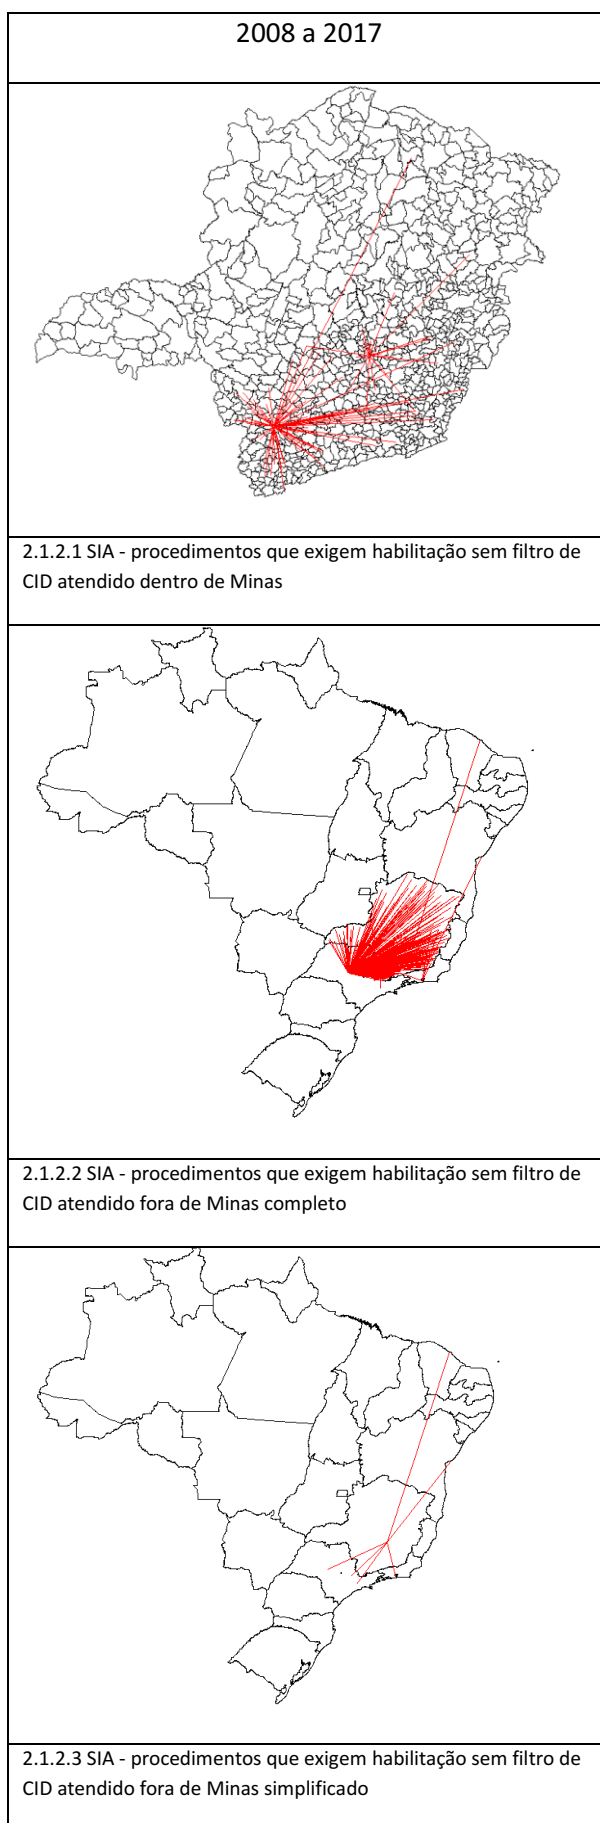 2008 a 2017
2.1.2.1 SIA - procedimentos que exigem habilitação sem filtro de
CID atendido dentro de Minas
2.1.2.2 SIA - procedimentos que exigem habilitação sem filtro de
CID atendido fora de Minas completo
2.1.2.3 SIA - procedimentos que exigem habilitação sem filtro de
CID atendido fora de Minas simplificado